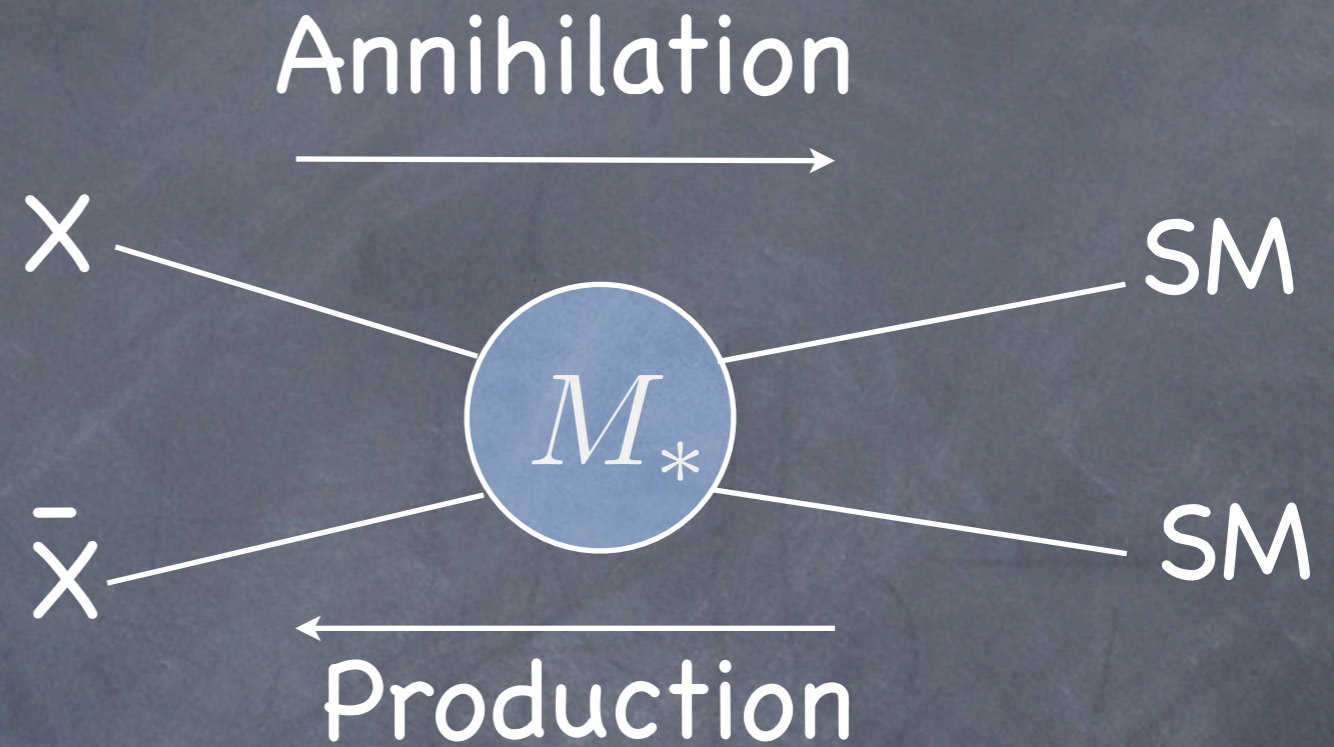 Annihilation
X
SM
M*
X̄
SM
Production